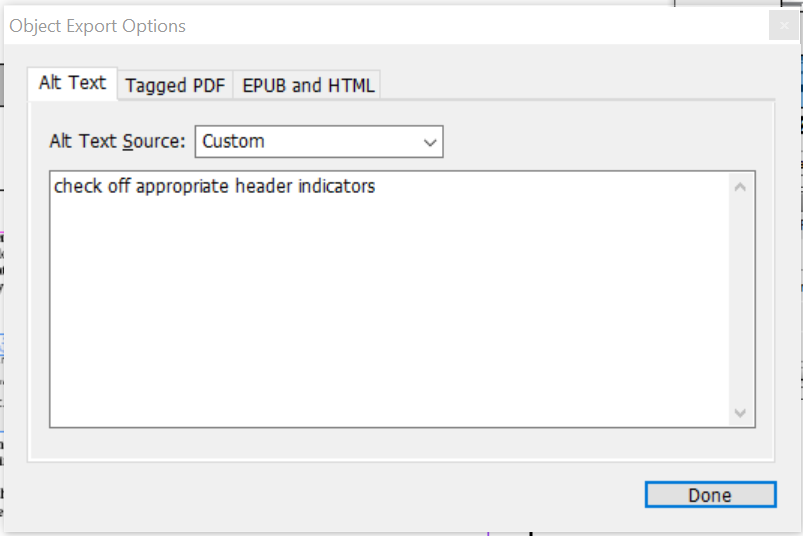 Object Export Options
Alt Text Tagged PDF EPUB and HTML
Alt Text Source: Custom
check off appropriate header indicators
Done